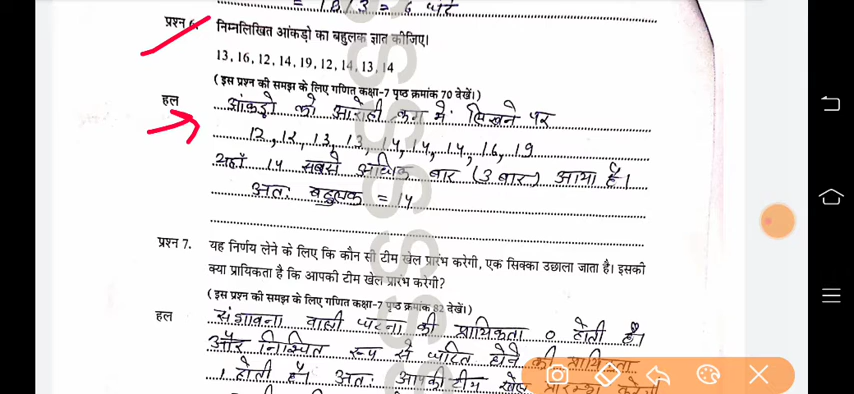 = 18/3 = 6
प्रश्न 6. निम्नलिखित आंकड़ो का बहुलक ज्ञात कीजिए।
13, 16, 12, 14, 19, 12, 14, 13, 14
(इस प्रश्न की समझ के लिए गणित कक्षा-7 पृष्ठ क्रमांक 70 देखें।)
हल आंकड़ो को आरोही क्रम में लिखने पर
12, 12, 13, 13, 14, 14, 14, 16, 19
यहाँ 14 सबसे अधिक बार (3 बार) आया है।
अतः बहुलक = 14
प्रश्न 7. यह निर्णय लेने के लिए कि कौन सी टीम खेल प्रारंभ करेगी, एक सिक्का उछाला जाता है। इसकी
क्या प्रायिकता है कि आपकी टीम खेल प्रारंभ करेगी?
(इस प्रश्न की समझ के लिए गणित कक्षा-7 पृष्ठ क्रमांक 82 देखें।)
हल संभावना वाली घटना की प्रायिकता 0 होती है।
और निश्चित रूप से घटित होने की प्रायिकता
1 होती है। अतः आपकी टीम खेल